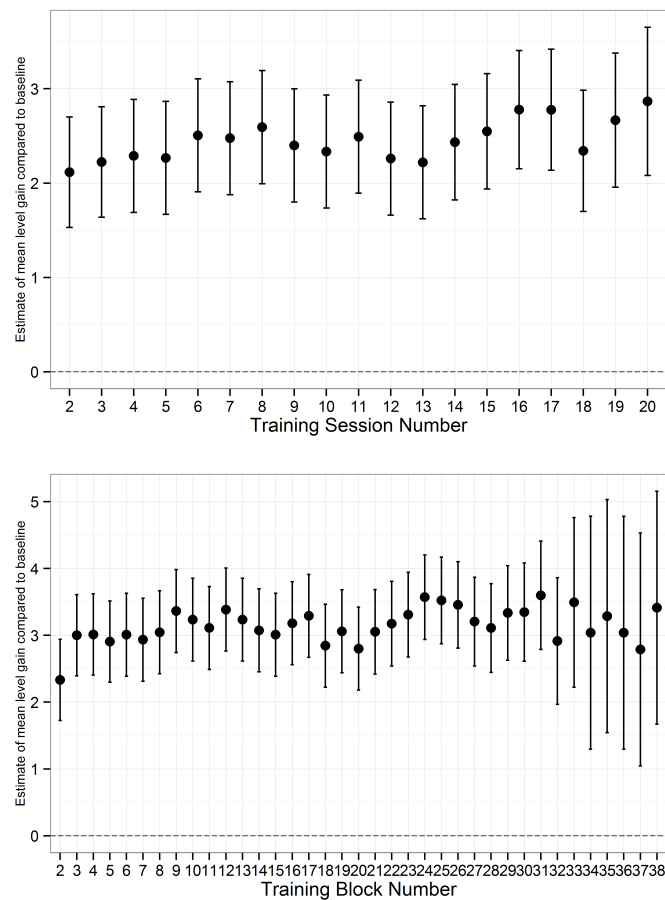 Estimate of mean level gain compared to baseline
3
2
1
0
2 3 4 5 6 7 8 9 10 11 12 13 14 15 16 17 18 19 20
Training Session Number
Estimate of mean level gain compared to baseline
5
4
3
2
1
0
2 3 4 5 6 7 8 9 10 11 12 13 14 15 16 17 18 19 20 21 22 23 24 25 26 27 28 29 30 31 32 33 34 35 36 37 38
Training Block Number